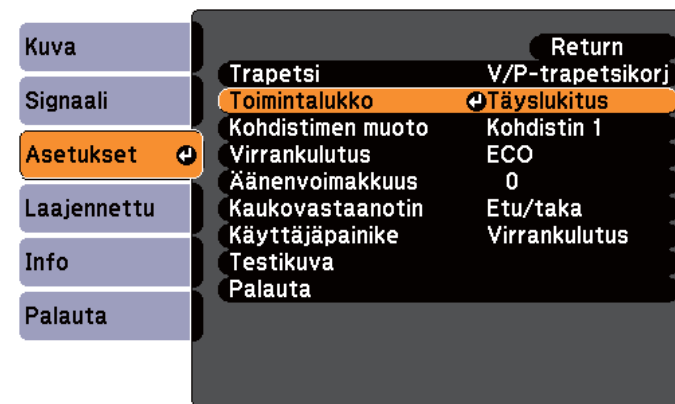 Kuva
Signaali
Asetukset
Laajennettu
Info
Palauta
Return
Trapetsi V/P-trapetsikorj
Toimintalukko Täyslukitus
Kohdistimen muoto Kohdistin 1
Virrankulutus ECO
Äänenvoimakkuus 0
Kaukovastaanotin Etu/taka
Käyttäjäpainike Virrankulutus
Testikuva
Palauta